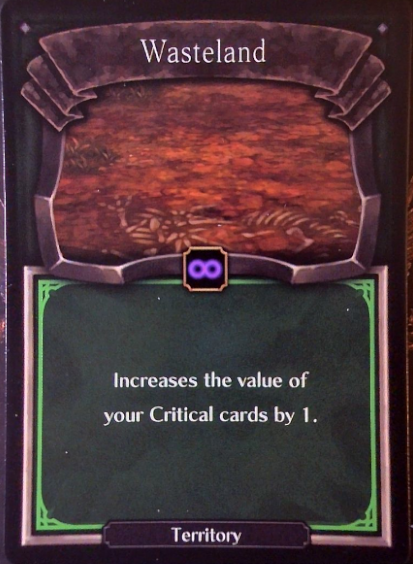 Wasteland
∞
Increases the value of
your Critical cards by 1.
Territory